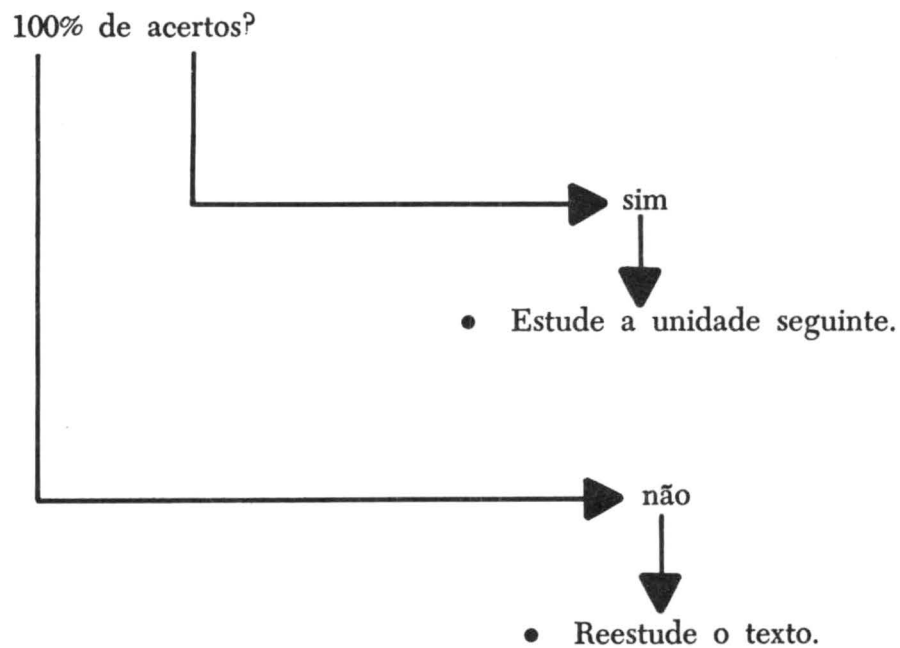 100% de acertos?
sim
• Estude a unidade seguinte.
não
• Reestude o texto.